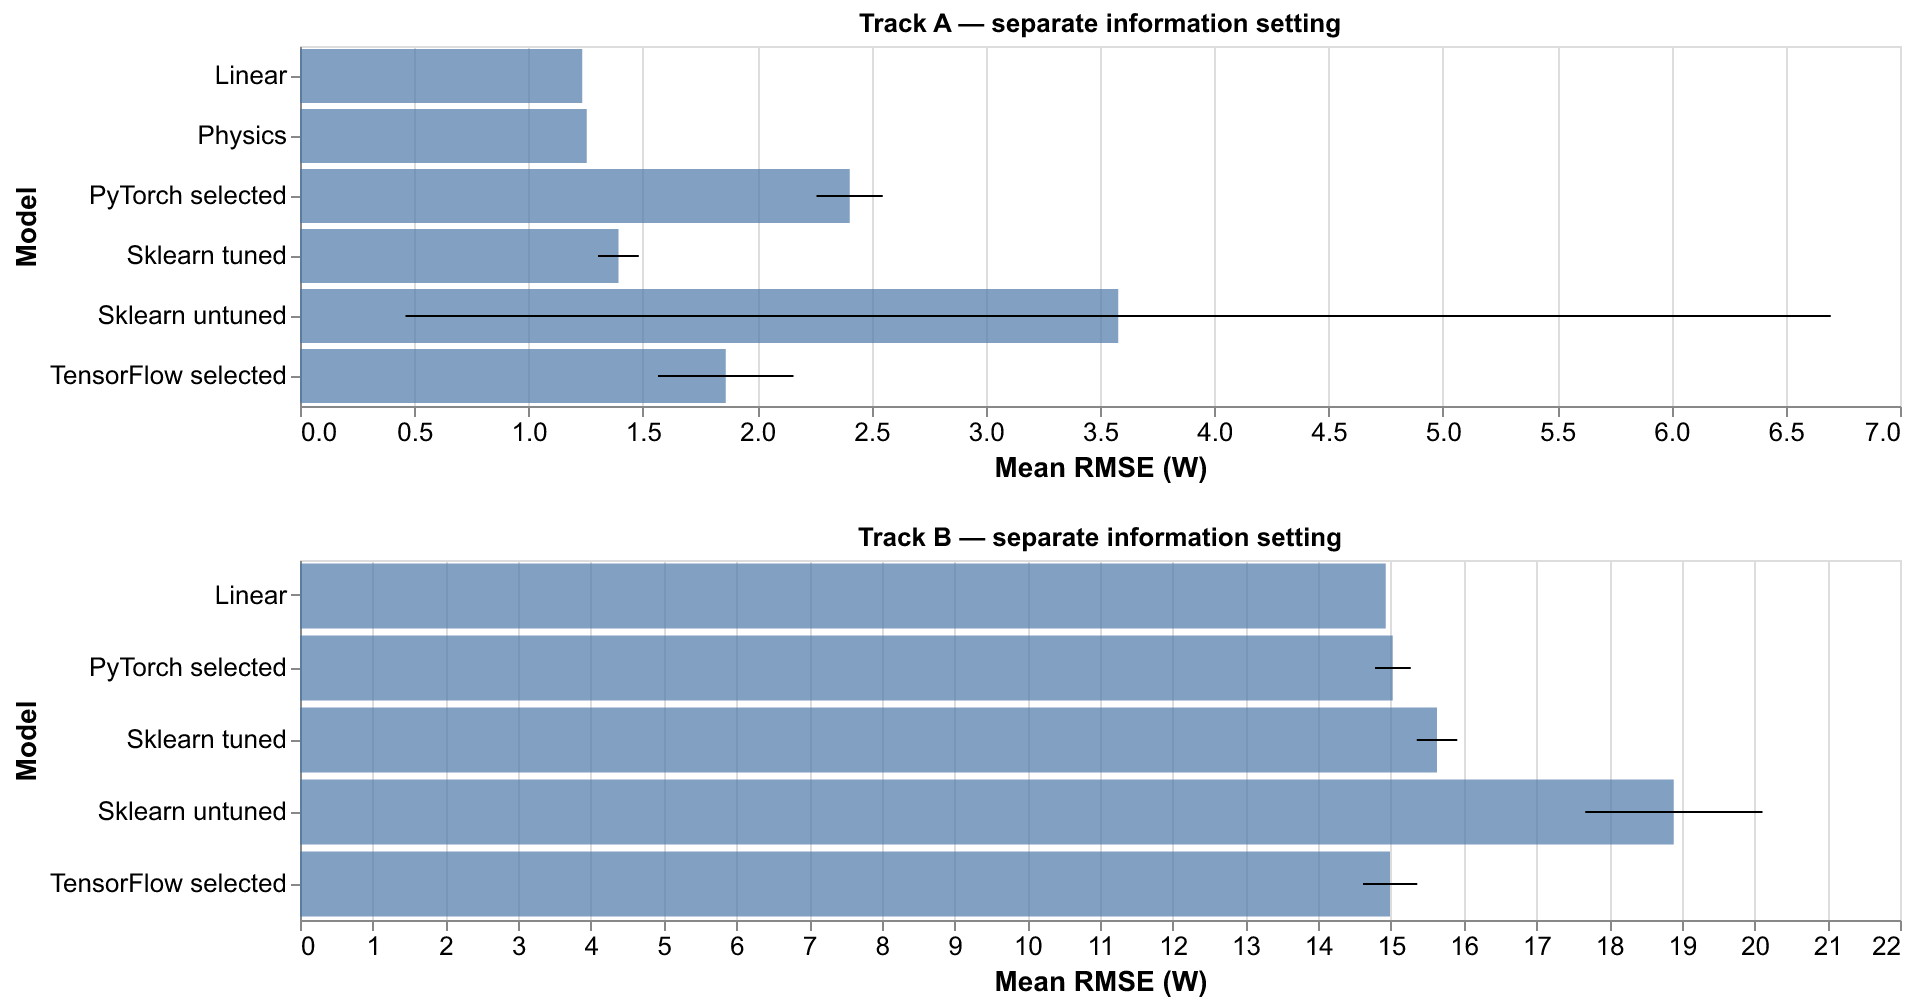 Track A — separate information setting
Model
Linear
Physics
PyTorch selected
Sklearn tuned
Sklearn untuned
TensorFlow selected
0.0 0.5 1.0 1.5 2.0 2.5 3.0 3.5 4.0 4.5 5.0 5.5 6.0 6.5 7.0
Mean RMSE (W)
Track B — separate information setting
Model
Linear
PyTorch selected
Sklearn tuned
Sklearn untuned
TensorFlow selected
0 1 2 3 4 5 6 7 8 9 10 11 12 13 14 15 16 17 18 19 20 21 22
Mean RMSE (W)